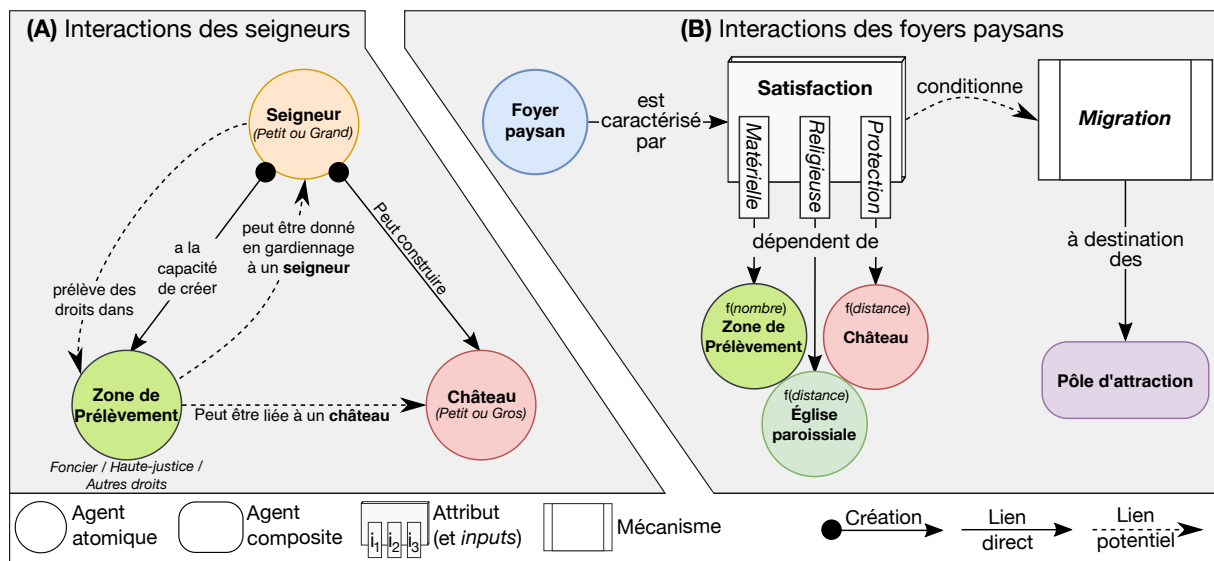 (A) Interactions des seigneurs
Seigneur
(Petit ou Grand)
a la
capacité
de créer
peut être donné
en gardiennage
à un seigneur
Peut construire
prélève des
droits dans
Zone de
Prélèvement
Peut être liée à un château
Château
(Petit ou Gros)
Foncier / Haute-justice /
Autres droits
(B) Interactions des foyers paysans
Foyer
paysan
est
caractérisé
par
Satisfaction
Matérielle
Religieuse
Protection
conditionne
Migration
dépendent de
à destination
des
f(nombre)
Zone de
Prélèvement
f(distance)
Château
f(distance)
Église
paroissiale
Pôle d'attraction
Agent
atomique
Agent
composite
i1 i2 i3
Attribut
(et inputs)
Mécanisme
Création
Lien
direct
Lien
potentiel